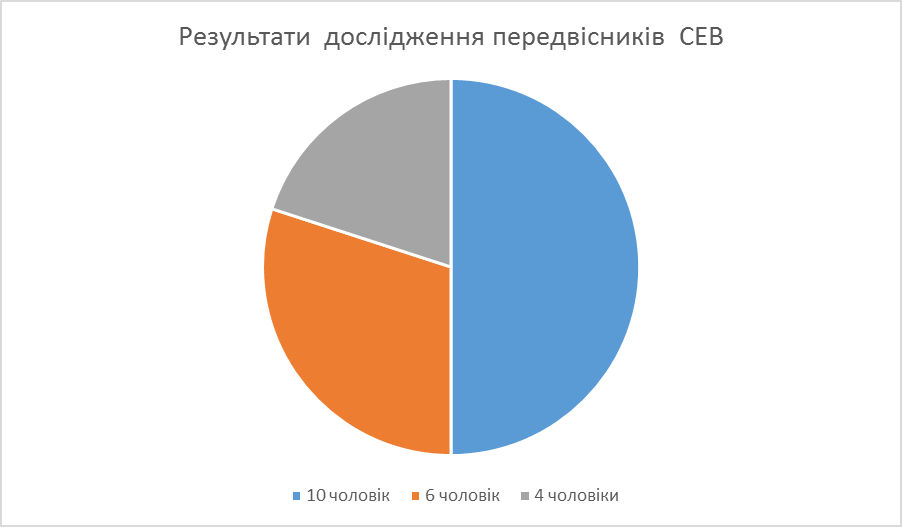 Результати дослідження передвісників СЕВ
10 чоловік 6 чоловік 4 чоловіки